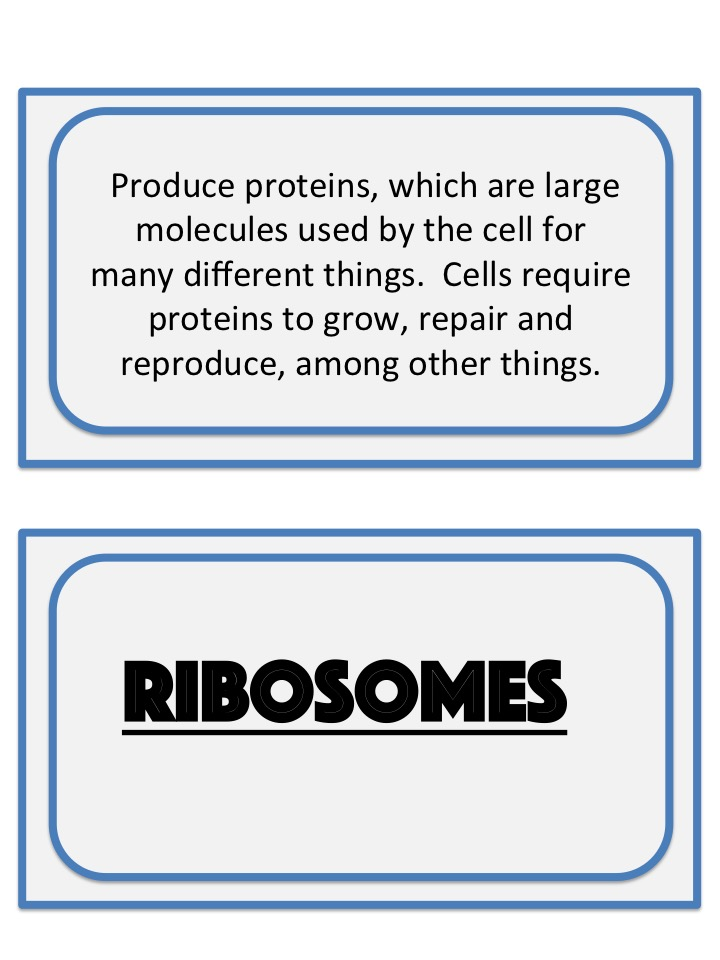 Produce proteins, which are large
molecules used by the cell for
many different things.  Cells require
proteins to grow, repair and
reproduce, among other things.
RIBOSOMES